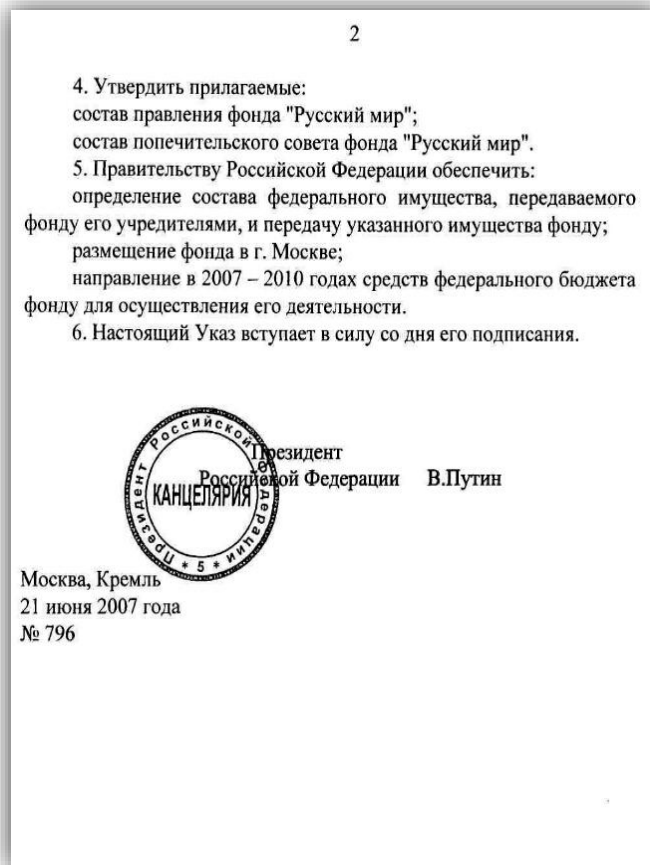 2
4. Утвердить прилагаемые:
состав правления фонда "Русский мир";
состав попечительского совета фонда "Русский мир".
5. Правительству Российской Федерации обеспечить:
определение состава федерального имущества, передаваемого
фонду его учредителями, и передачу указанного имущества фонду;
размещение фонда в г. Москве;
направление в 2007 – 2010 годах средств федерального бюджета
фонду для осуществления его деятельности.
6. Настоящий Указ вступает в силу со дня его подписания.
Президент
Российской Федерации В.Путин
Президент Российской Федерации
КАНЦЕЛЯРИЯ
* 5 *
Москва, Кремль
21 июня 2007 года
№ 796